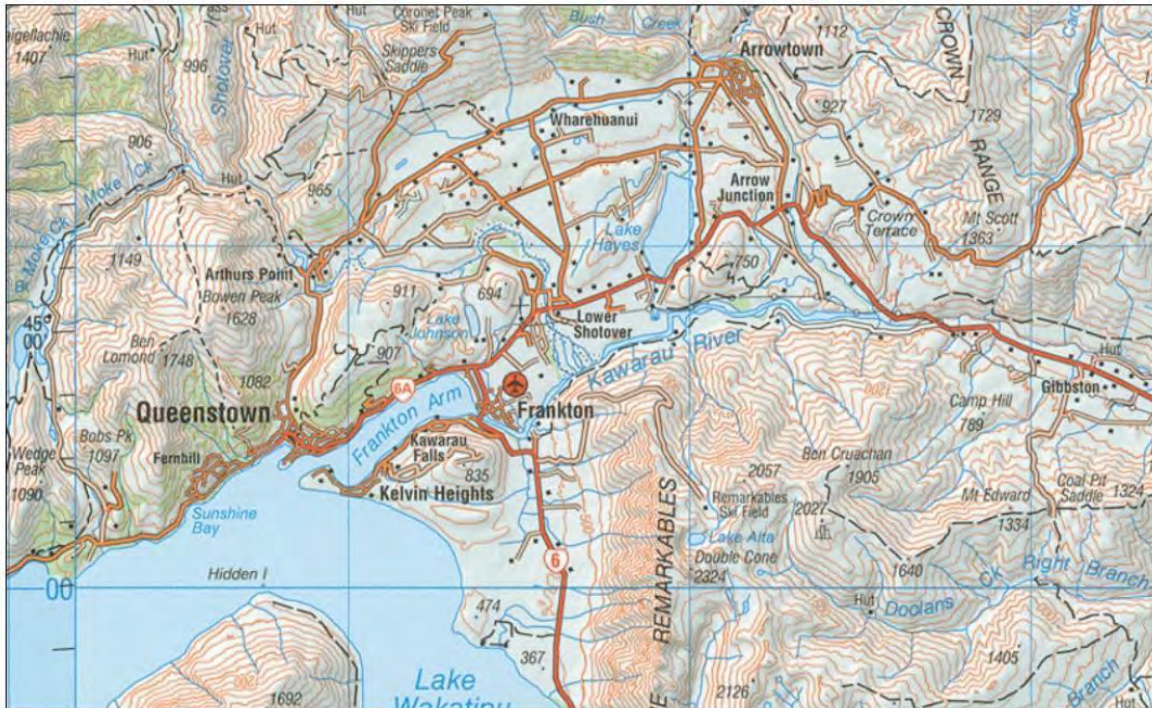 Hut
Coronet Peak
Ski Field
Bush
Creek
1112
CROWN
1407
Hut
996
Hut
Skippers
Saddle
Arrowtown
Shotover
500
927
1729
906
Wharehuanui
Moke Ck
Hut
965
RANGE
Arrow
Junction
Lake
Hayes
Crown
Terrace
Mt Scott
1363
Moke Ck
1149
Arthurs Point
Bowen Peak
1628
911
694
750
45°
00'
Lake
Johnson
Lower
Shotover
Ben
Lomond
1748
907
Kawarau River
Hut
1082
6A
Gibbston
Queenstown
Frankton Arm
Frankton
Camp Hill
789
Bobs Pk
1097
Wedge
Peak
1090
Fernhill
Kawarau
Falls
835
Ben Cruachan
1905
2057
Kelvin Heights
Remarkables
Ski Field
2027
Mt Edward
1334
Coal Pit
Saddle
1324
Sunshine
Bay
REMARKABLES
Lake Alta
Double Cone
2324
6
1640
Ck Right Branch
Hidden I
00
Hut
Doolans
474
367
1405
Lake
Wakatipu
1692
2126
Branch
Hut